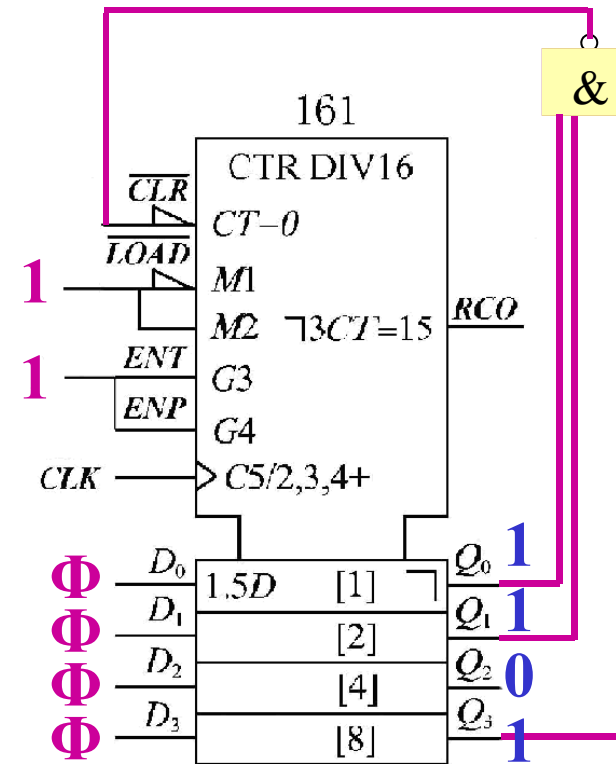 &
161
CTR DIV16
CLR
CT-0
LOAD
1
M1
M2
3CT=15
RCO
1
ENT
G3
ENP
G4
CLK
C5/2,3,4+
Φ
D0
1.5D
[1]
Q0
1
Φ
D1
[2]
Q1
1
Φ
D2
[4]
Q2
0
Φ
D3
[8]
Q3
1